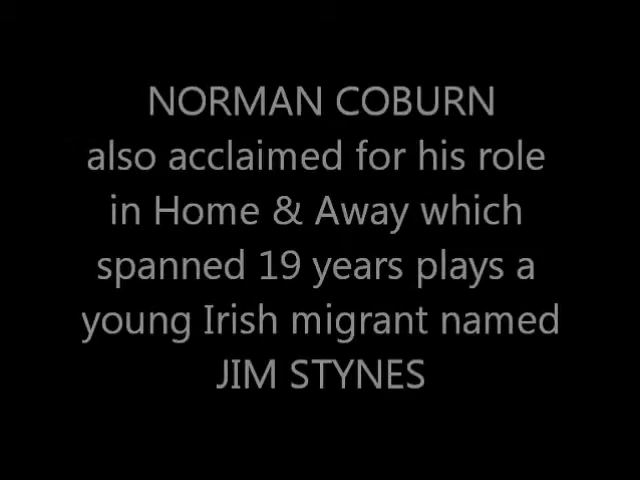 NORMAN COBURN
also acclaimed for his role
in Home & Away which
spanned 19 years plays a
young Irish migrant named
JIM STYNES